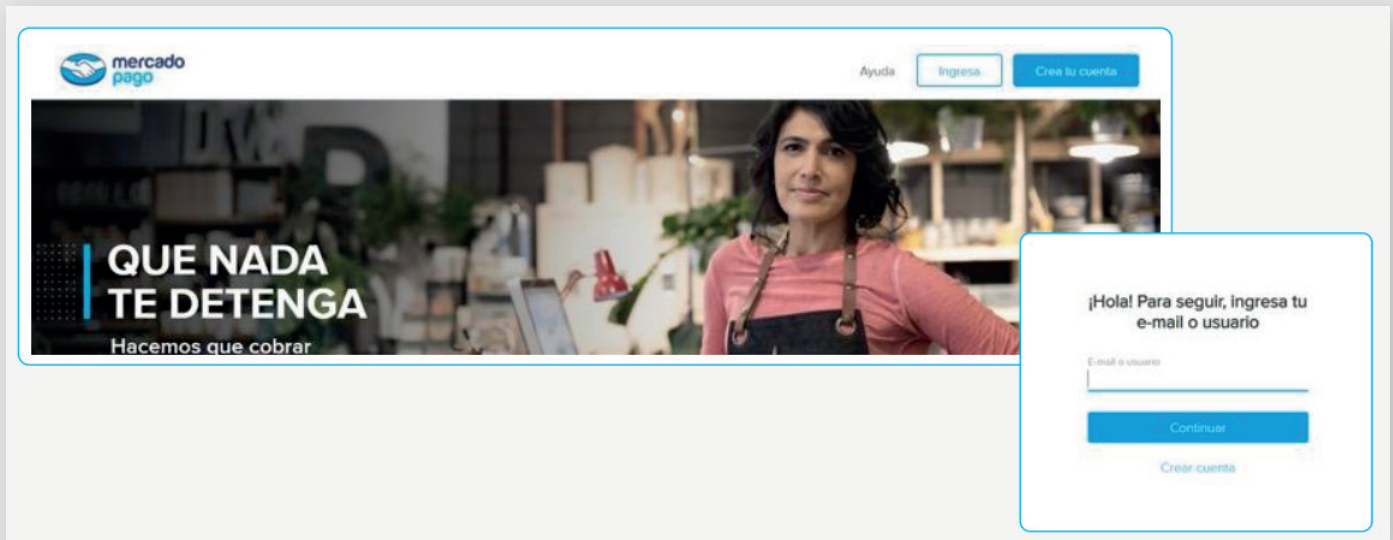 mercado
pago
Ayuda
Ingresa
Crea tu cuenta
QUE NADA
TE DETENGA
Hacemos que cobrar
¡Hola! Para seguir, ingresa tu
e-mail o usuario
E-mail o usuario
Continuar
Crear cuenta